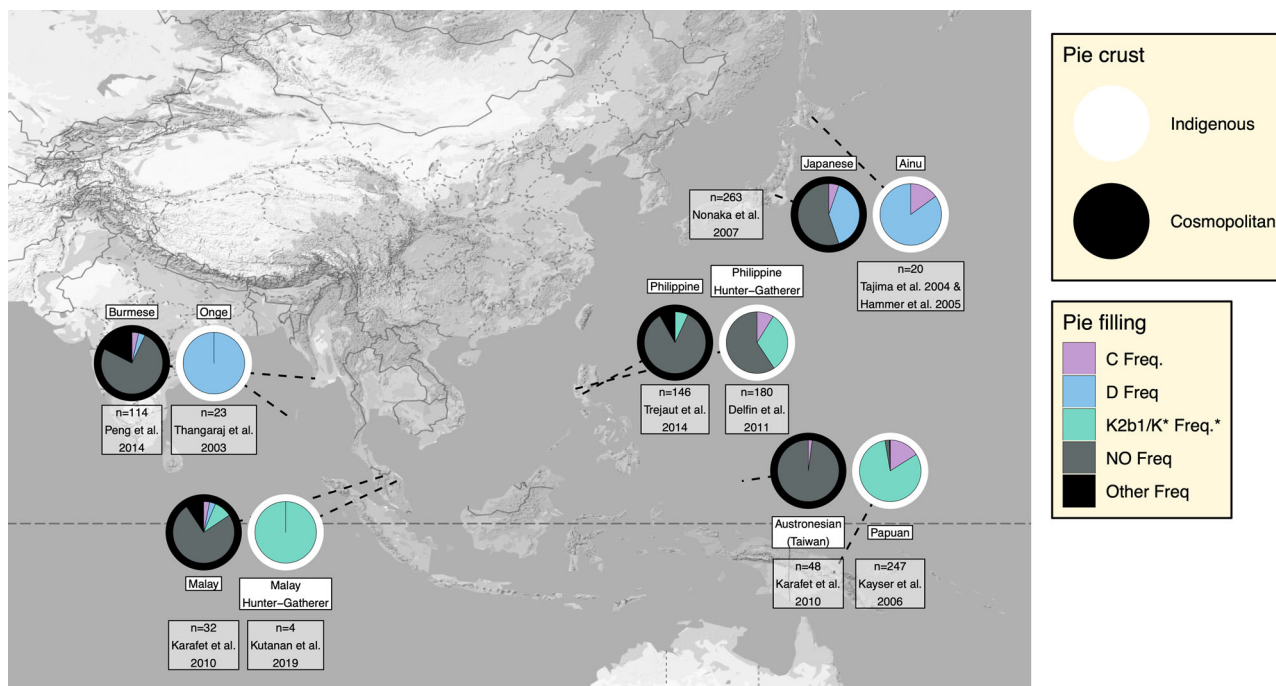 Pie crust
Indigenous
Cosmopolitan
Pie filling
C Freq.
D Freq
K2b1/K* Freq.*
NO Freq
Other Freq
Japanese
Ainu
n=263
Nonaka et al.
2007
n=20
Tajima et al. 2004 &
Hammer et al. 2005
Philippine
Philippine
Hunter−Gatherer
n=146
Trejaut et al.
2014
n=180
Delfin et al.
2011
Burmese
Onge
n=114
Peng et al.
2014
n=23
Thangaraj et al.
2003
Austronesian
(Taiwan)
Papuan
n=48
Karafet et al.
2010
n=247
Kayser et al.
2006
Malay
Malay
Hunter−Gatherer
n=32
Karafet et al.
2010
n=4
Kutanan et al.
2019